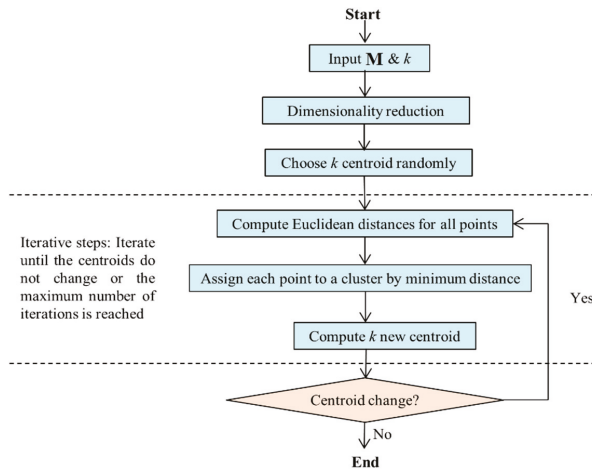 Start
Input M & k
Dimensionality reduction
Choose k centroid randomly
Compute Euclidean distances for all points
Iterative steps: Iterate
until the centroids do
not change or the
maximum number of
iterations is reached
Assign each point to a cluster by minimum distance
Yes
Compute k new centroid
Centroid change?
No
End